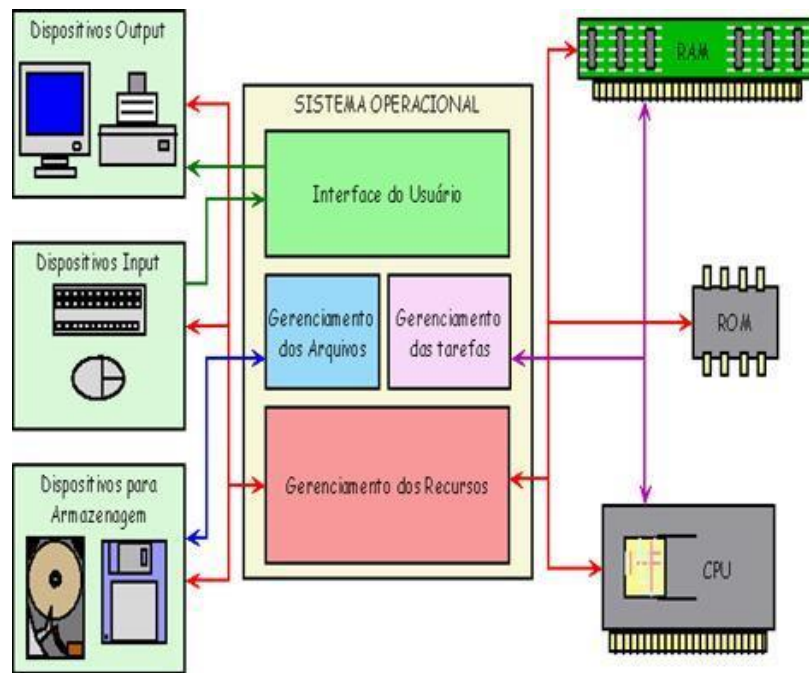 Dispositivos Output
SISTEMA OPERACIONAL
Interface do Usuário
Dispositivos Input
Gerenciamento
dos Arquivos
Gerenciamento
das tarefas
Dispositivos para
Armazenagem
Gerenciamento dos Recursos
RAM
ROM
CPU